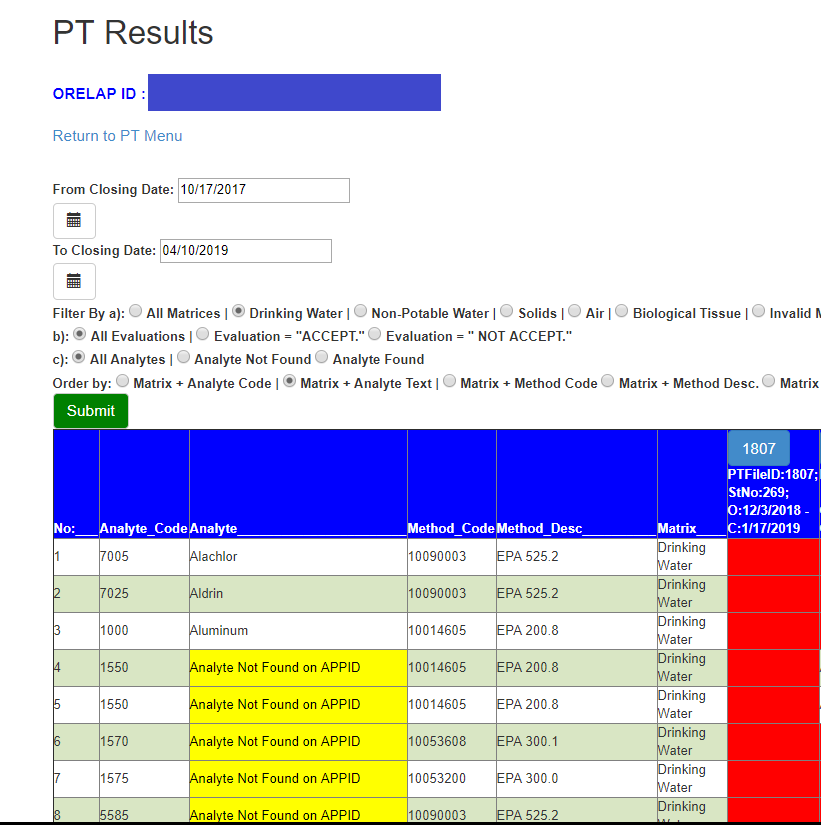 PT Results
ORELAP ID :
Return to PT Menu
From Closing Date: 10/17/2017
To Closing Date: 04/10/2019
Filter By a): All Matrices | Drinking Water | Non-Potable Water | Solids | Air | Biological Tissue | Invalid
b): All Evaluations | Evaluation = "ACCEPT." Evaluation = " NOT ACCEPT."
c): All Analytes | Analyte Not Found Analyte Found
Order by: Matrix + Analyte Code | Matrix + Analyte Text | Matrix + Method Code Matrix + Method Desc. Matrix
Submit
1807
PTFileID:1807;
StNo:269;
O:12/3/2018 -
No:___ Analyte_Code Analyte____________________ Method_Code Method_Desc__________ Matrix____ C:1/17/2019
1 7005 Alachlor 10090003 EPA 525.2 Drinking Water
2 7025 Aldrin 10090003 EPA 525.2 Drinking Water
3 1000 Aluminum 10014605 EPA 200.8 Drinking Water
4 1550 Analyte Not Found on APPID 10014605 EPA 200.8 Drinking Water
5 1550 Analyte Not Found on APPID 10014605 EPA 200.8 Drinking Water
6 1570 Analyte Not Found on APPID 10053608 EPA 300.1 Drinking Water
7 1575 Analyte Not Found on APPID 10053200 EPA 300.0 Drinking Water
8 5585 Analyte Not Found on APPID 10090003 EPA 525.2 Drinking